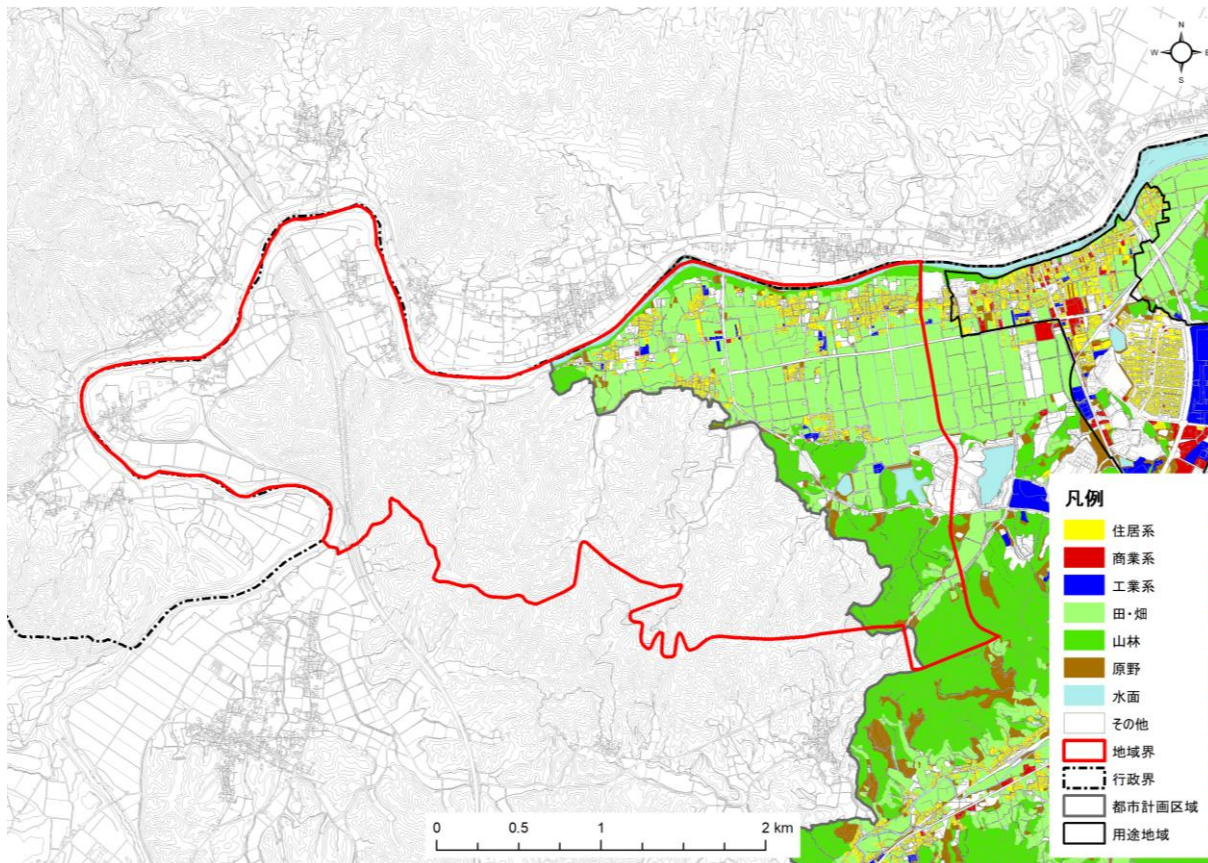 N
W E
S
凡例
住居系
商業系
工業系
田・畑
山林
原野
水面
その他
地域界
行政界
都市計画区域
用途地域
0 0.5 1 2 km